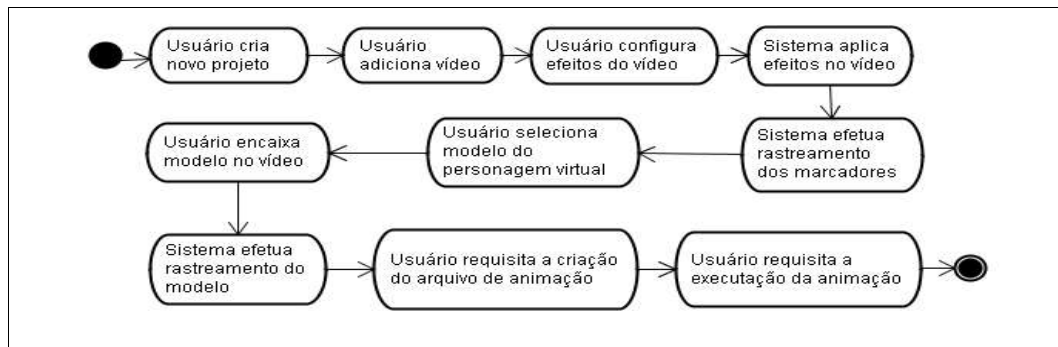 Usuário cria
novo projeto
Usuário
adiciona vídeo
Usuário configura
efeitos do vídeo
Sistema aplica
efeitos no vídeo
Sistema efetua
rastreamento
dos marcadores
Usuário seleciona
modelo do
personagem virtual
Usuário encaixa
modelo no vídeo
Sistema efetua
rastreamento do
modelo
Usuário requisita a criação
do arquivo de animação
Usuário requisita a
executação da animação